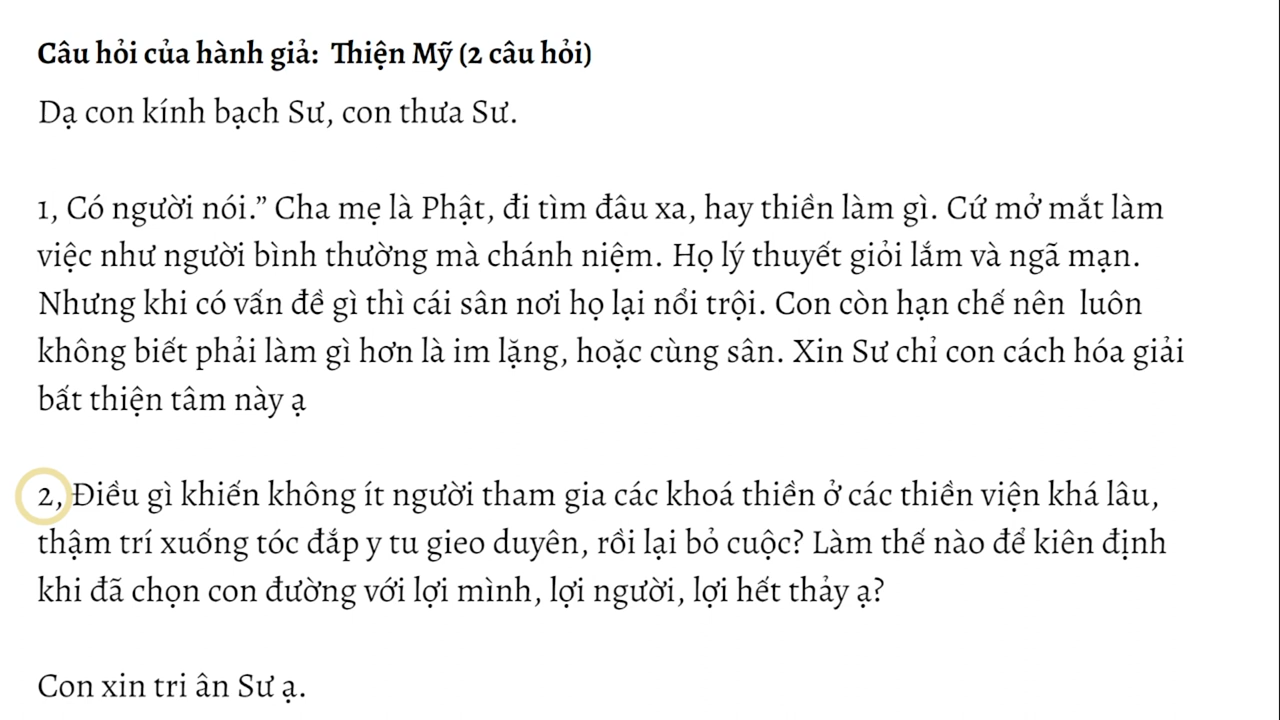 Câu hỏi của hành giả: Thiện Mỹ (2 câu hỏi)
Dạ con kính bạch Sư, con thưa Sư.
1, Có người nói.” Cha mẹ là Phật, đi tìm đâu xa, hay thiền làm gì. Cứ mở mắt làm
việc như người bình thường mà chánh niệm. Họ lý thuyết giỏi lắm và ngã mạn.
Nhưng khi có vấn đề gì thì cái sân nơi họ lại nổi trội. Con còn hạn chế nên luôn
không biết phải làm gì hơn là im lặng, hoặc cùng sân. Xin Sư chỉ con cách hóa giải
bất thiện tâm này ạ
2, Điều gì khiến không ít người tham gia các khoá thiền ở các thiền viện khá lâu,
thậm trí xuống tóc đắp y tu gieo duyên, rồi lại bỏ cuộc? Làm thế nào để kiên định
khi đã chọn con đường với lợi mình, lợi người, lợi hết thảy ạ?
Con xin tri ân Sư ạ.